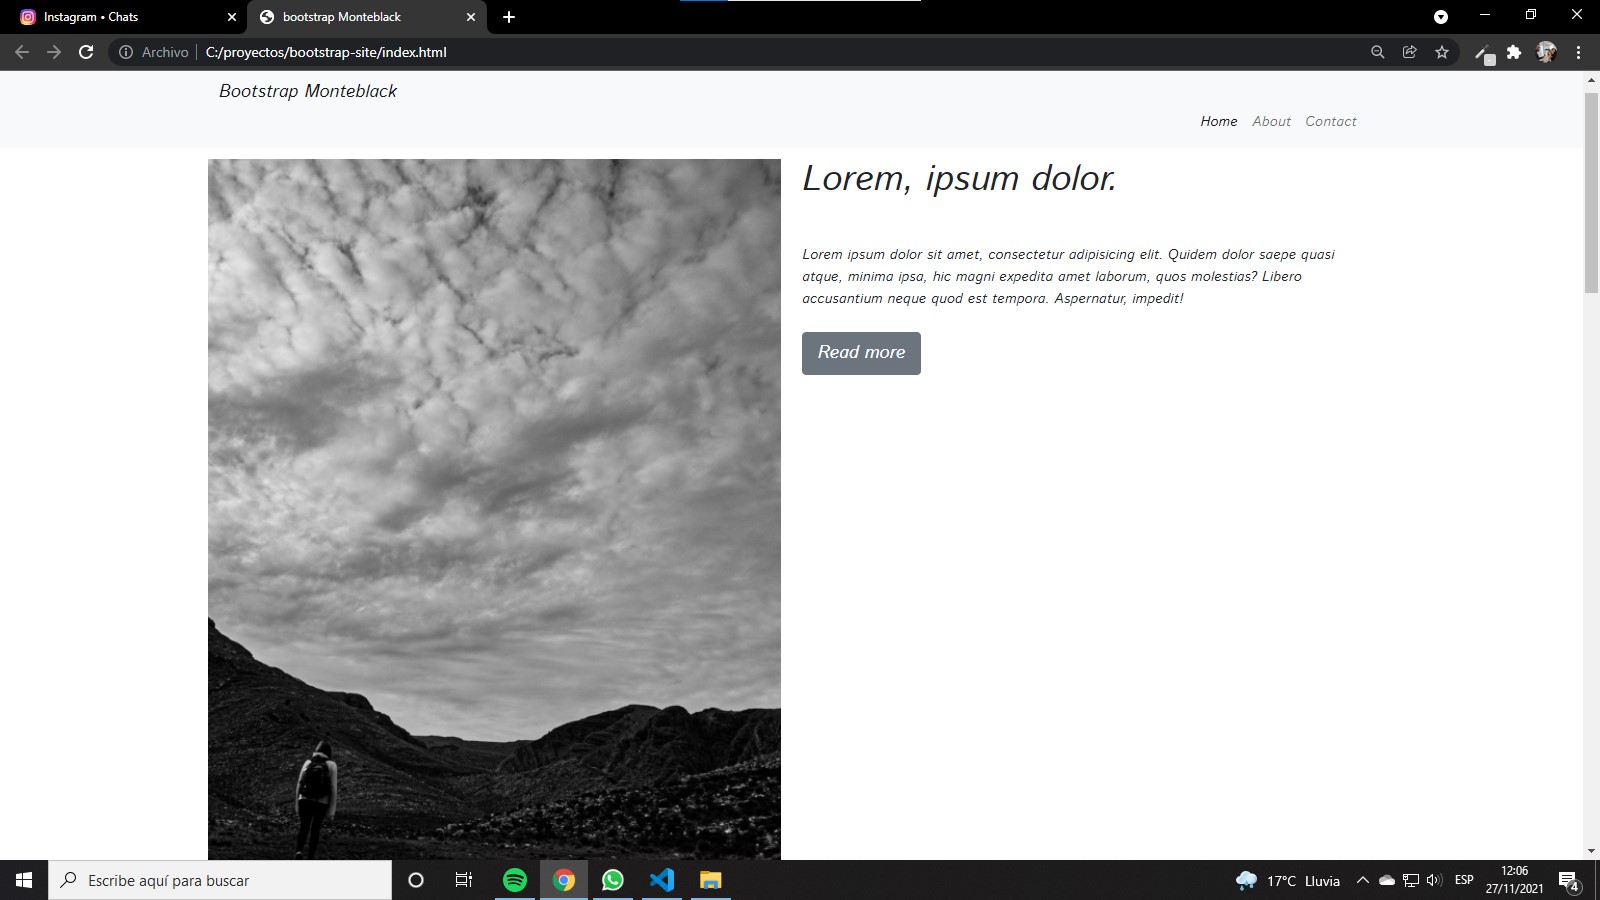 Instagram • Chats
bootstrap Monteblack
Archivo
C:/proyectos/bootstrap-site/index.html
Bootstrap Monteblack
Home About Contact
Lorem, ipsum dolor.
Lorem ipsum dolor sit amet, consectetur adipisicing elit. Quidem dolor saepe quasi
atque, minima ipsa, hic magni expedita amet laborum, quos molestias? Libero
accusantium neque quod est tempora. Aspernatur, impedit!
Read more
Escribe aquí para buscar
17°C Lluvia
ESP
12:06
27/11/2021
4